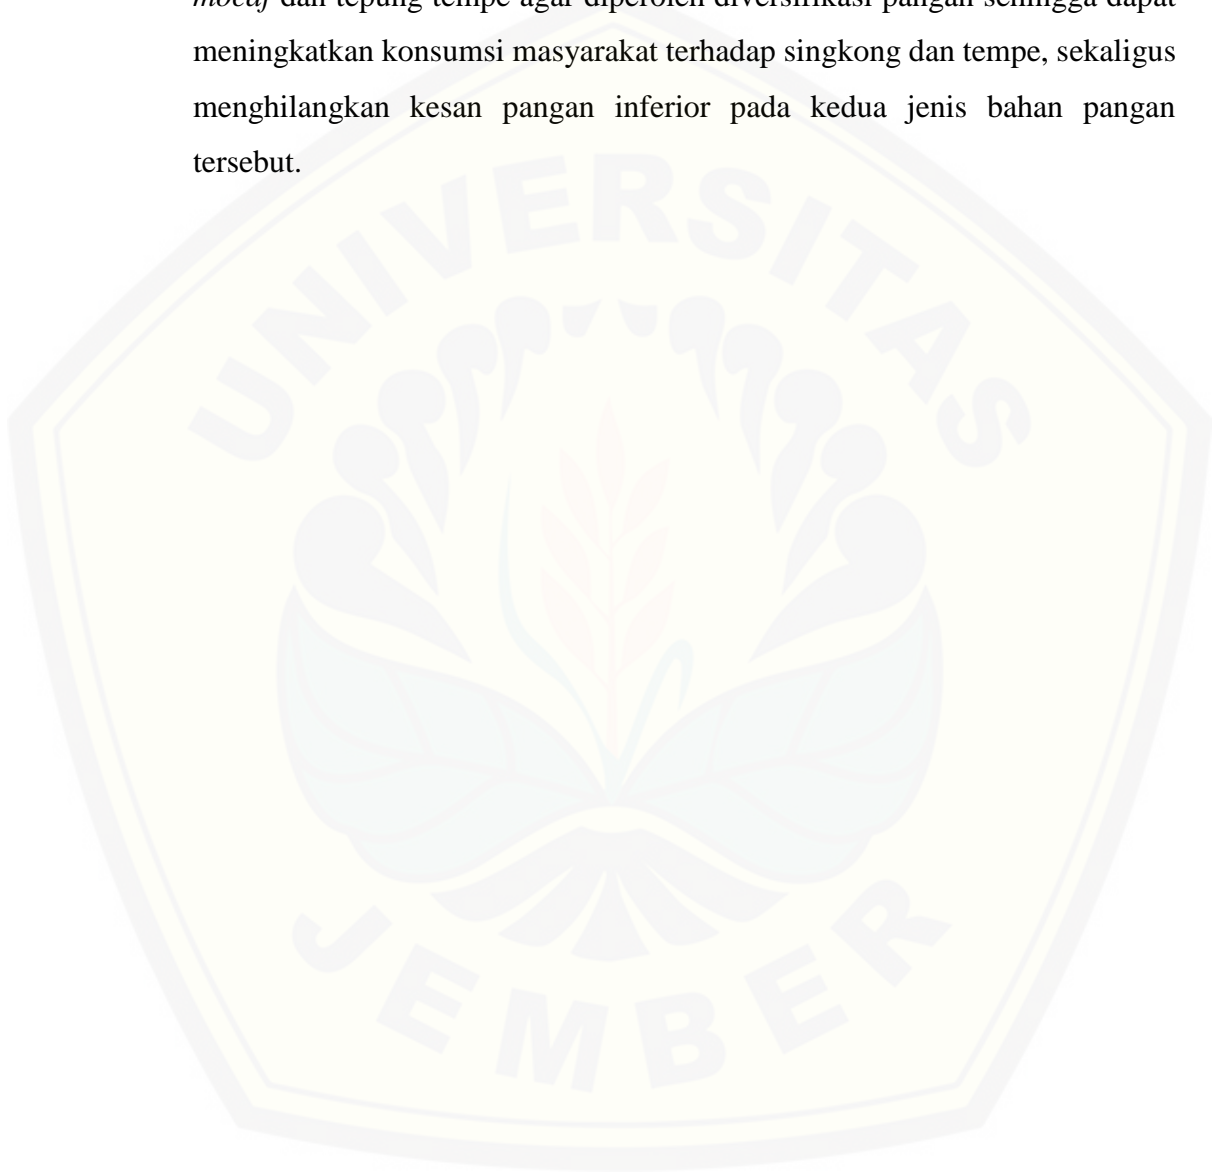 mocaf dan tepung tempe agar diperoleh diversifikasi pangan sehingga dapat
meningkatkan konsumsi masyarakat terhadap singkong dan tempe, sekaligus
menghilangkan kesan pangan inferior pada kedua jenis bahan pangan
tersebut.
UNIVERSITAS
JEMBER